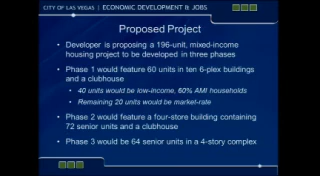 CITY OF LAS VEGAS | ECONOMIC DEVELOPMENT & JOBS
Proposed Project
• Developer is proposing a 196-unit, mixed-income
housing project to be developed in three phases
• Phase 1 would feature 60 units in ten 6-plex buildings
and a clubhouse
• 40 units would be low-income, 60% AMI households
• Remaining 20 units would be market-rate
• Phase 2 would feature a four-store building containing
72 senior units and a clubhouse
• Phase 3 would be 64 senior units in a 4-story complex